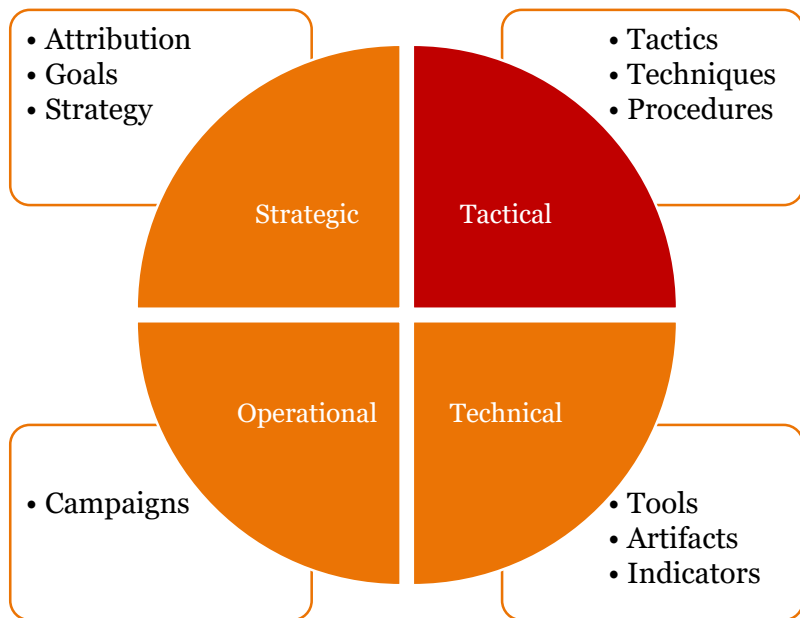 • Attribution
• Goals
• Strategy
• Tactics
• Techniques
• Procedures
Strategic
Tactical
Operational
Technical
• Campaigns
• Tools
• Artifacts
• Indicators